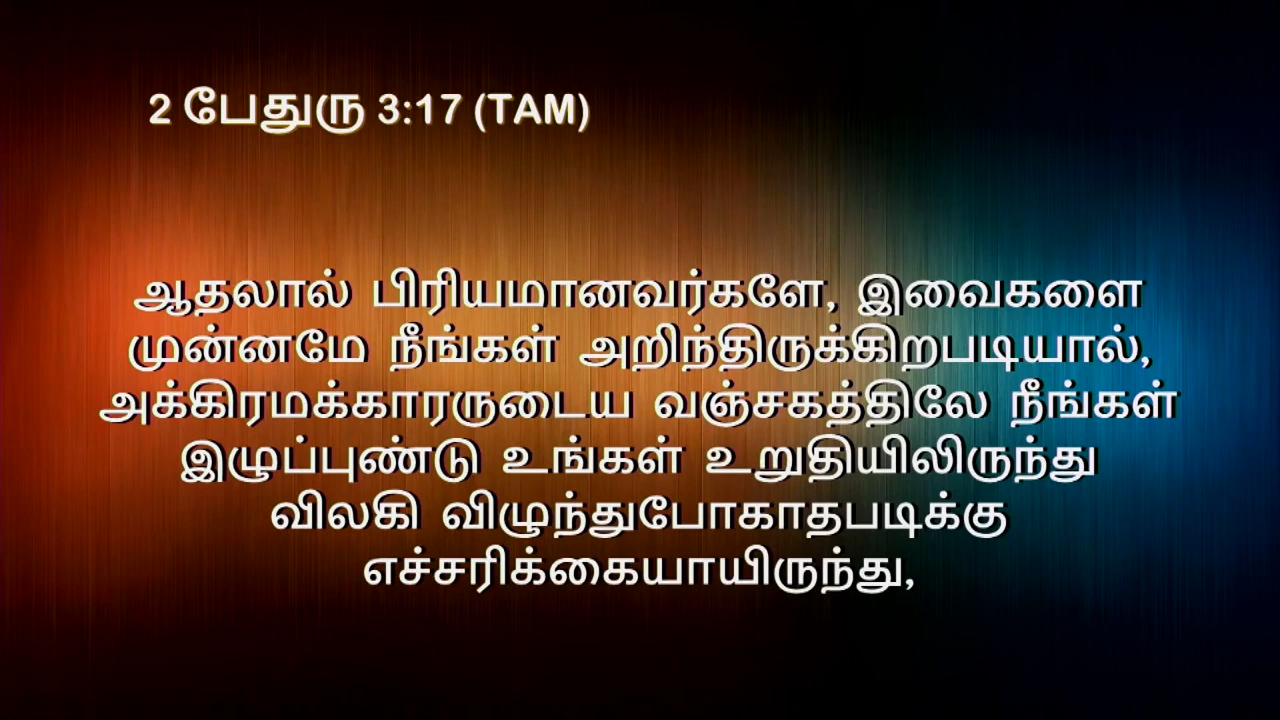 2 பேதுரு 3:17 (TAM)
ஆதலால் பிரியமானவர்களே, இவைகளை
முன்னமே நீங்கள் அறிந்திருக்கிறபடியால்,
அக்கிரமக்காரருடைய வஞ்சகத்திலே நீங்கள்
இழுப்புண்டு உங்கள் உறுதியிலிருந்து
விலகி விழுந்துபோகாதபடிக்கு
எச்சரிக்கையாயிருந்து,